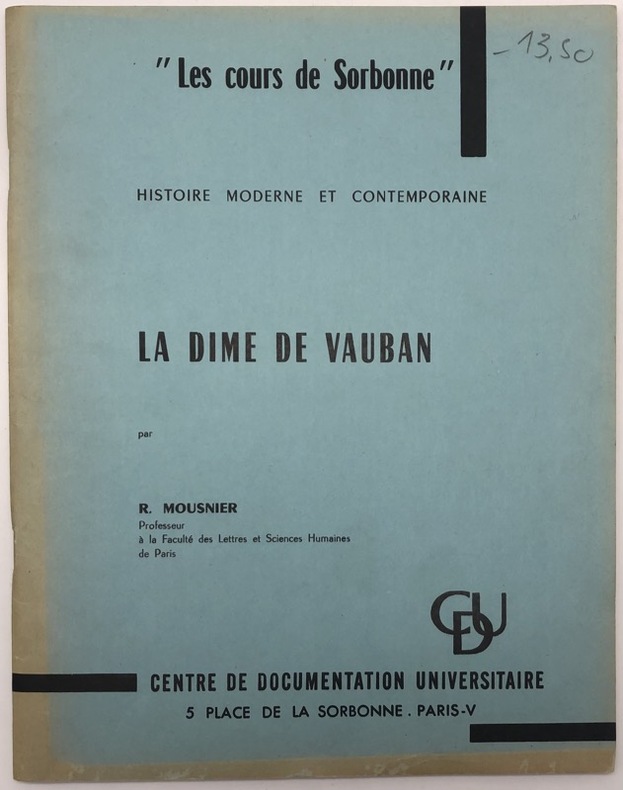 - 13,50
"Les cours de Sorbonne"
HISTOIRE MODERNE ET CONTEMPORAINE
LA DIME DE VAUBAN
par
R. MOUSNIER
Professeur
à la Faculté des Lettres et Sciences Humaines
de Paris
CDU
CENTRE DE DOCUMENTATION UNIVERSITAIRE
5 PLACE DE LA SORBONNE . PARIS-V